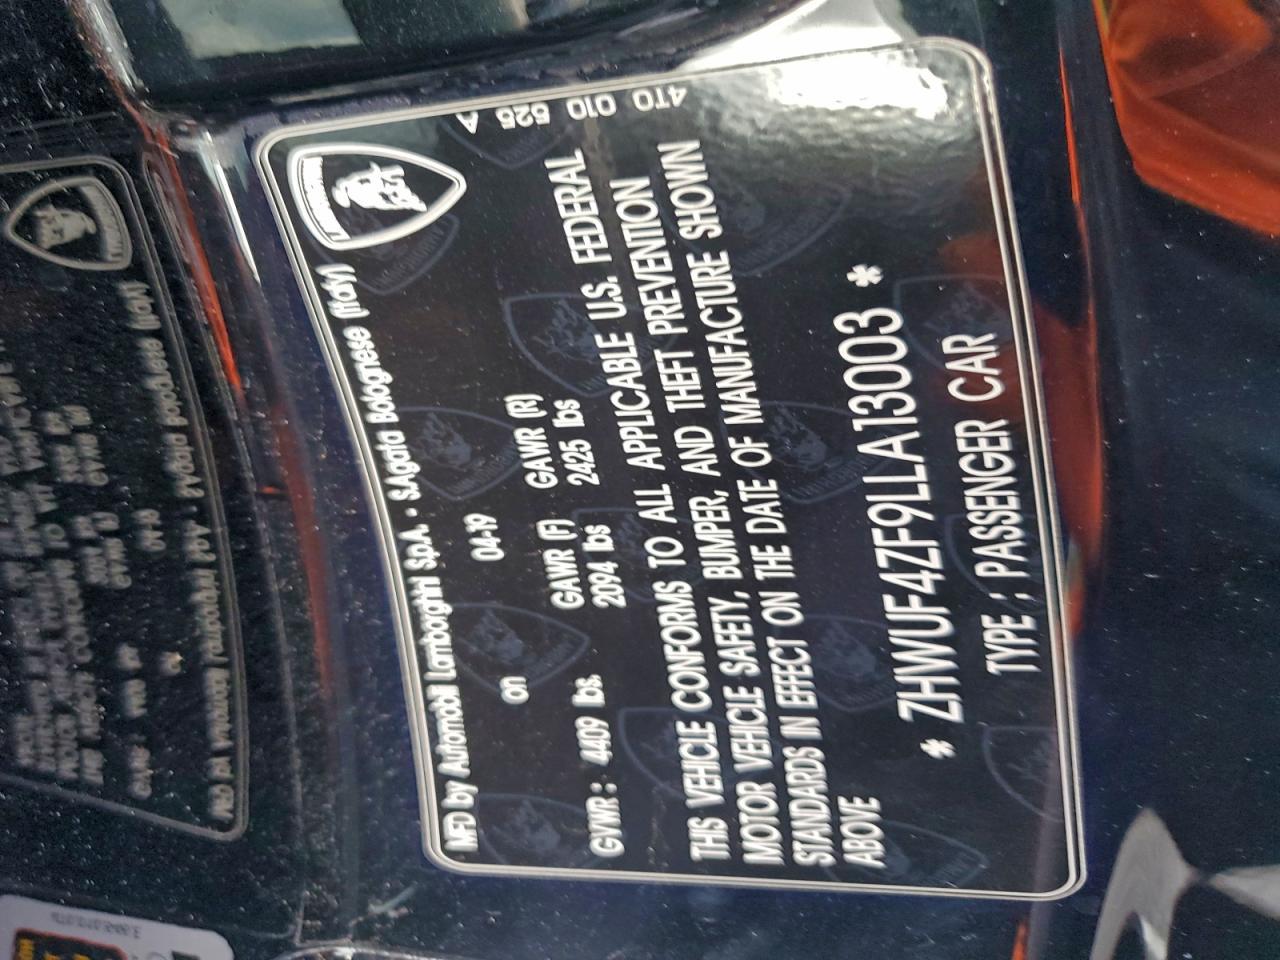 LAMBORGHINI
MFD by Automobili Lamborghini S.p.A. - S.Agata Bolognese (Italy)
on 04-19
GVWR : 4409 lbs. GAWR (F) 2094 lbs GAWR (R) 2425 lbs
THIS VEHICLE CONFORMS TO ALL APPLICABLE U.S. FEDERAL
MOTOR VEHICLE SAFETY, BUMPER, AND THEFT PREVENTION
STANDARDS IN EFFECT ON THE DATE OF MANUFACTURE SHOWN
ABOVE
* ZHWUF4ZF9LLA13003 *
TYPE : PASSENGER CAR
4T0 010 525 A